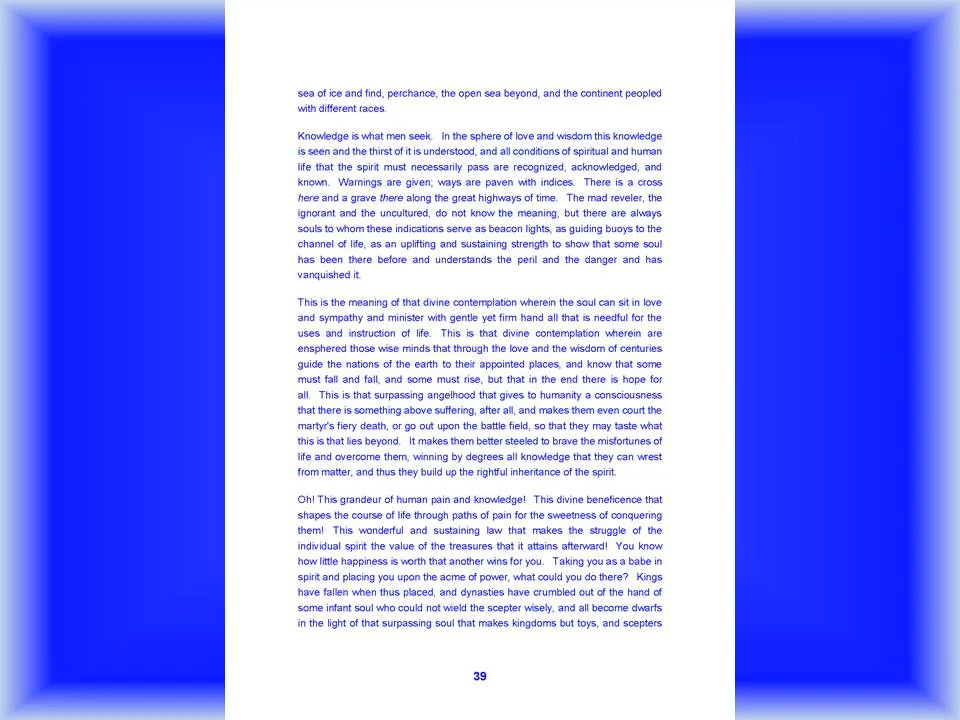 sea of ice and find, perchance, the open sea beyond, and the continent peopled
with different races.
Knowledge is what men seek. In the sphere of love and wisdom this knowledge
is seen and the thirst of it is understood, and all conditions of spiritual and human
life that the spirit must necessarily pass are recognized, acknowledged, and
known. Warnings are given; ways are paven with indices. There is a cross
here and a grave there along the great highways of time. The mad reveler, the
ignorant and the uncultured, do not know the meaning, but there are always
souls to whom these indications serve as beacon lights, as guiding buoys to the
channel of life, as an uplifting and sustaining strength to show that some soul
has been there before and understands the peril and the danger and has
vanquished it.
This is the meaning of that divine contemplation wherein the soul can sit in love
and sympathy and minister with gentle yet firm hand all that is needful for the
uses and instruction of life. This is that divine contemplation wherein are
ensphered those wise minds that through the love and the wisdom of centuries
guide the nations of the earth to their appointed places, and know that some
must fall and fall, and some must rise, but that in the end there is hope for
all. This is that surpassing angelhood that gives to humanity a consciousness
that there is something above suffering, after all, and makes them even court the
martyr's fiery death, or go out upon the battle field, so that they may taste what
this is that lies beyond. It makes them better steeled to brave the misfortunes of
life and overcome them, winning by degrees all knowledge that they can wrest
from matter, and thus they build up the rightful inheritance of the spirit.
Oh! This grandeur of human pain and knowledge! This divine beneficence that
shapes the course of life through paths of pain for the sweetness of conquering
them! This wonderful and sustaining law that makes the struggle of the
individual spirit the value of the treasures that it attains afterward! You know
how little happiness is worth that another wins for you. Taking you as a babe in
spirit and placing you upon the acme of power, what could you do there? Kings
have fallen when thus placed, and dynasties have crumbled out of the hand of
some infant soul who could not wield the scepter wisely, and all become dwarfs
in the light of that surpassing soul that makes kingdoms but toys, and scepters
39